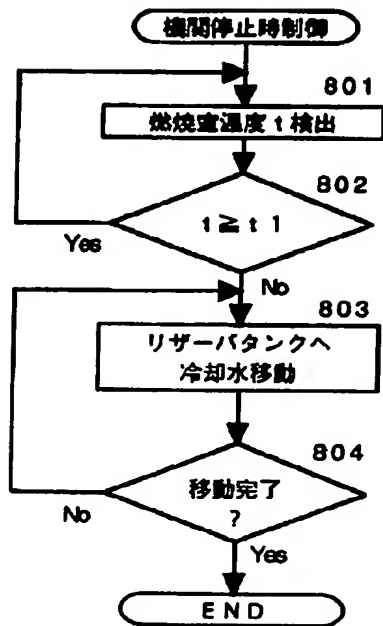 機関停止時制御
801
燃焼室温度 t 検出
802
t ≧ t 1
Yes
No
803
リザーバタンクへ
冷却水移動
804
移動完了
?
No
Yes
END